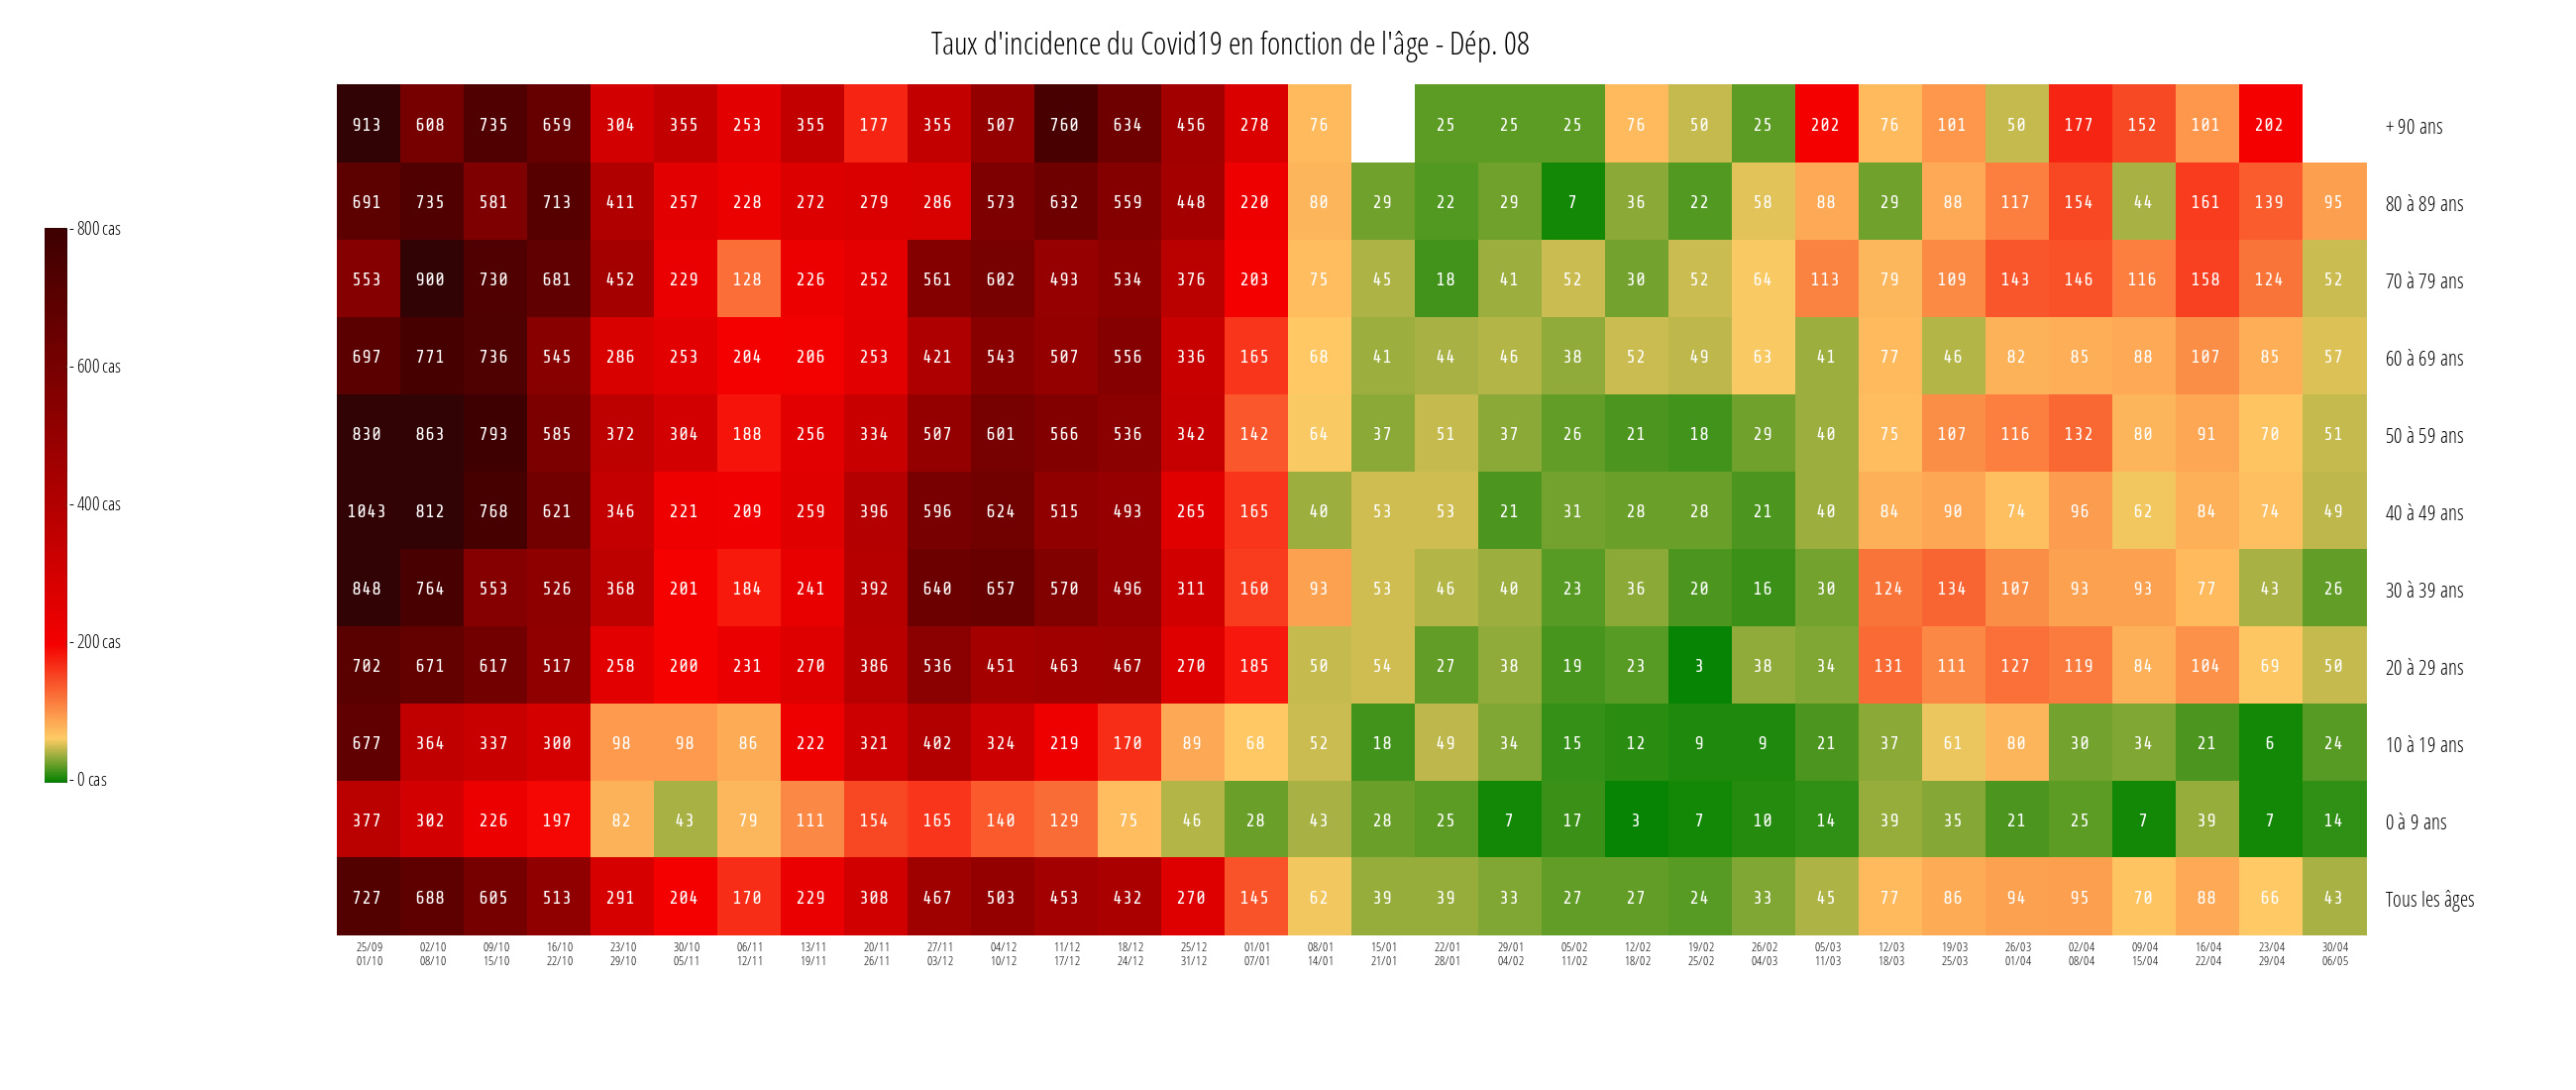 Taux d'incidence du Covid19 en fonction de l'âge - Dép. 08
- 800 cas
- 600 cas
- 400 cas
- 200 cas
- 0 cas
913 608 735 659 304 355 253 355 177 355 507 760 634 456 278 76 25 25 25 76 50 25 202 76 101 50 177 152 101 202 + 90 ans
691 735 581 713 411 257 228 272 279 286 573 632 559 448 220 80 29 22 29 7 36 22 58 88 29 88 117 154 44 161 139 95 80 à 89 ans
553 900 730 681 452 229 128 226 252 561 602 493 534 376 203 75 45 18 41 52 30 52 64 113 79 109 143 146 116 158 124 52 70 à 79 ans
697 771 736 545 286 253 204 206 253 421 543 507 556 336 165 68 41 44 46 38 52 49 63 41 77 46 82 85 88 107 85 57 60 à 69 ans
830 863 793 585 372 304 188 256 334 507 601 566 536 342 142 64 37 51 37 26 21 18 29 40 75 107 116 132 80 91 70 51 50 à 59 ans
1043 812 768 621 346 221 209 259 396 596 624 515 493 265 165 40 53 53 21 31 28 28 21 40 84 90 74 96 62 84 74 49 40 à 49 ans
848 764 553 526 368 201 184 241 392 640 657 570 496 311 160 93 53 46 40 23 36 20 16 30 124 134 107 93 93 77 43 26 30 à 39 ans
702 671 617 517 258 200 231 270 386 536 451 463 467 270 185 50 54 27 38 19 23 3 38 34 131 111 127 119 84 104 69 50 20 à 29 ans
677 364 337 300 98 98 86 222 321 402 324 219 170 89 68 52 18 49 34 15 12 9 9 21 37 61 80 30 34 21 6 24 10 à 19 ans
377 302 226 197 82 43 79 111 154 165 140 129 75 46 28 43 28 25 7 17 3 7 10 14 39 35 21 25 7 39 7 14 0 à 9 ans
727 688 605 513 291 204 170 229 308 467 503 453 432 270 145 62 39 39 33 27 27 24 33 45 77 86 94 95 70 88 66 43 Tous les âges
25/09 02/10 09/10 16/10 23/10 30/10 06/11 13/11 20/11 27/11 04/12 11/12 18/12 25/12 01/01 08/01 15/01 22/01 29/01 05/02 12/02 19/02 26/02 05/03 12/03 19/03 26/03 02/04 09/04 16/04 23/04 30/04
01/10 08/10 15/10 22/10 29/10 05/11 12/11 19/11 26/11 03/12 10/12 17/12 24/12 31/12 07/01 14/01 21/01 28/01 04/02 11/02 18/02 25/02 04/03 11/03 18/03 25/03 01/04 08/04 15/04 22/04 29/04 06/05